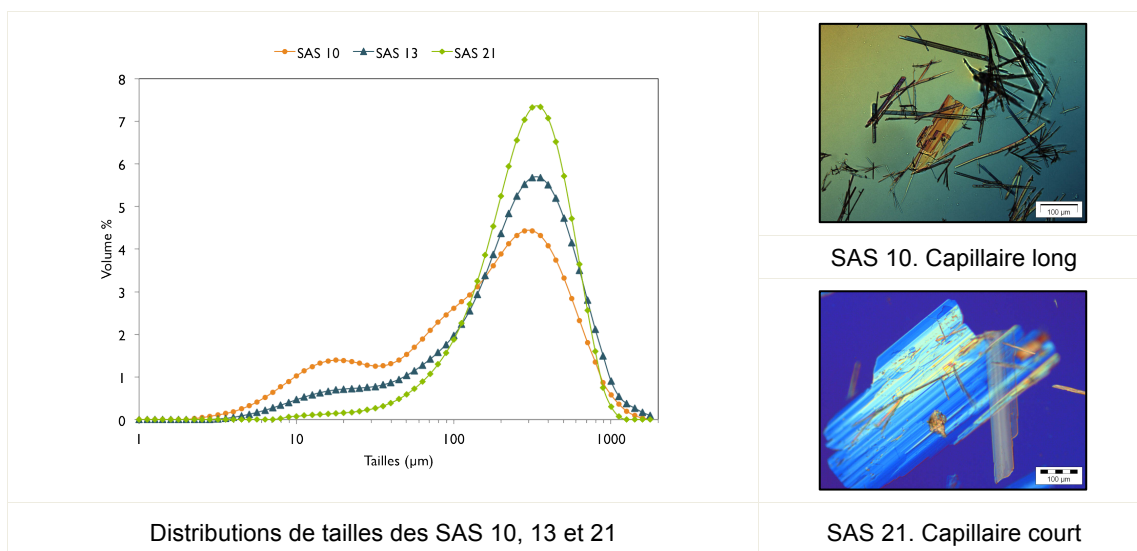 SAS 10 SAS 13 SAS 21
8
7
6
5
4
3
2
1
0
Volume %
1 10 100 1000
Tailles (µm)
Distributions de tailles des SAS 10, 13 et 21
100 µm
SAS 10. Capillaire long
100 µm
SAS 21. Capillaire court